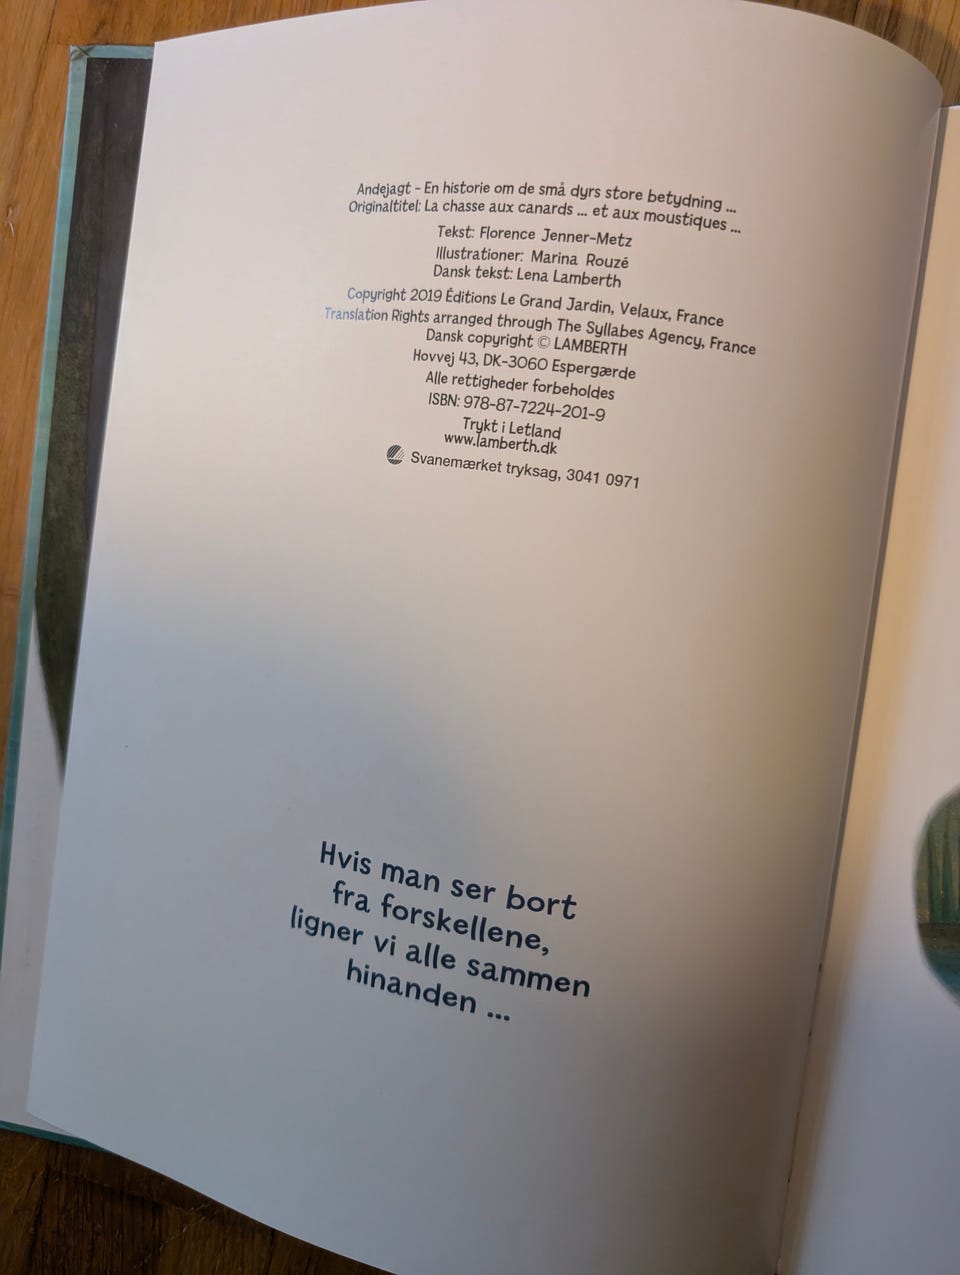 Andejagt - En historie om de små dyrs store betydning ...
Originaltitel: La chasse aux canards ... et aux moustiques ...
Tekst: Florence Jenner-Metz
Illustrationer: Marina Rouzé
Dansk tekst: Lena Lamberth
Copyright 2019 Éditions Le Grand Jardin, Velaux, France
Translation Rights arranged through The Syllabes Agency, France
Dansk copyright © LAMBERTH
Hovvej 43, DK-3060 Espergærde
Alle rettigheder forbeholdes
ISBN: 978-87-7224-201-9
Trykt i Letland
www.lamberth.dk
Svanemærket tryksag, 3041 0971
Hvis man ser bort
fra forskellene,
ligner vi alle sammen
hinanden ...